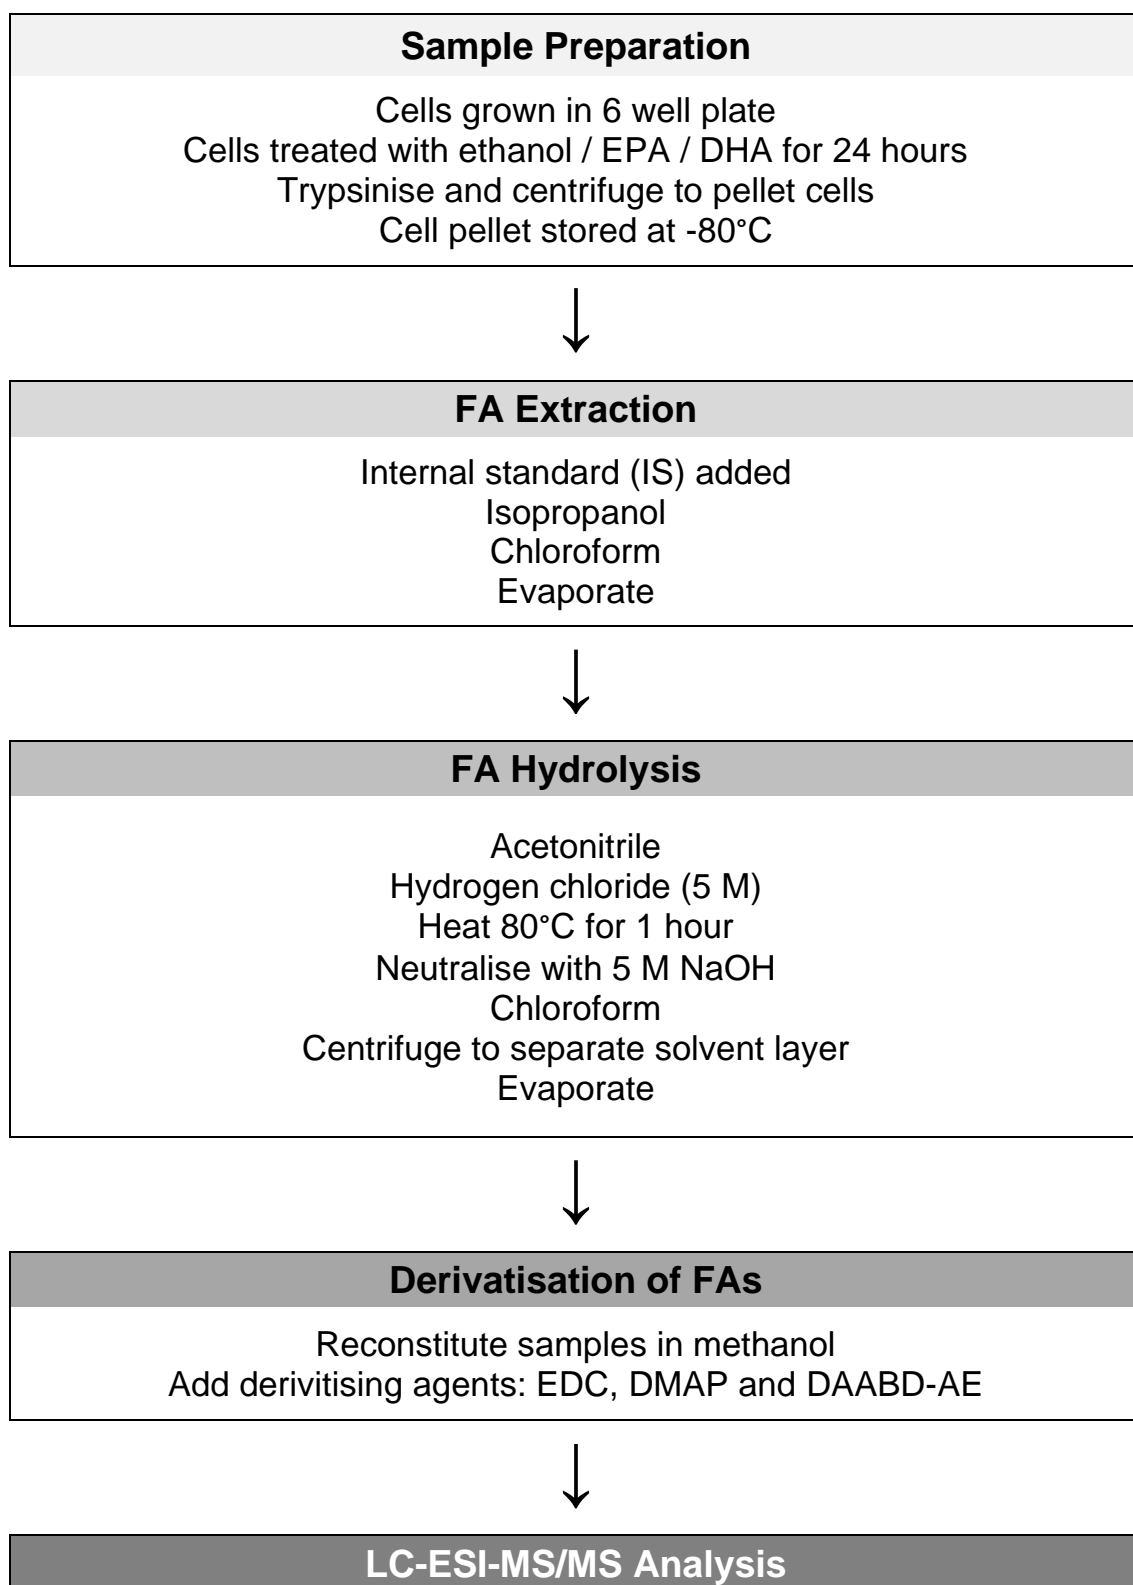 Sample Preparation
Cells grown in 6 well plate
Cells treated with ethanol / EPA / DHA for 24 hours
Trypsinise and centrifuge to pellet cells
Cell pellet stored at -80°C
↓
FA Extraction
Internal standard (IS) added
Isopropanol
Chloroform
Evaporate
↓
FA Hydrolysis
Acetonitrile
Hydrogen chloride (5 M)
Heat 80°C for 1 hour
Neutralise with 5 M NaOH
Chloroform
Centrifuge to separate solvent layer
Evaporate
↓
Derivatisation of FAs
Reconstitute samples in methanol
Add derivitising agents: EDC, DMAP and DAABD-AE
↓
LC-ESI-MS/MS Analysis